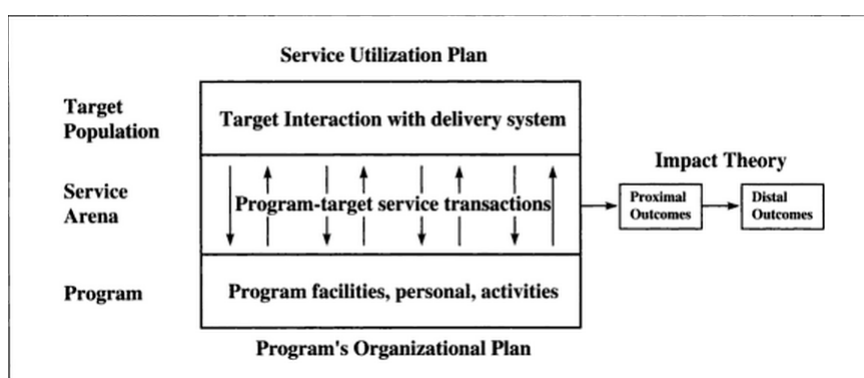 Service Utilization Plan
Target
Population
Target Interaction with delivery system
Impact Theory
Service
Arena
Program-target service transactions
Proximal
Outcomes
Distal
Outcomes
Program
Program facilities, personal, activities
Program's Organizational Plan